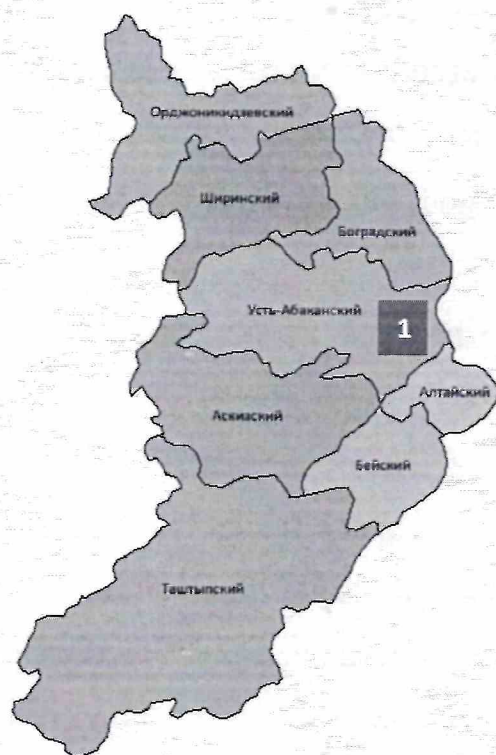 Орджоникидзевский
Ширинский
Боградский
Усть-Абаканский
1
Алтайский
Аскизский
Бейский
Таштыпский